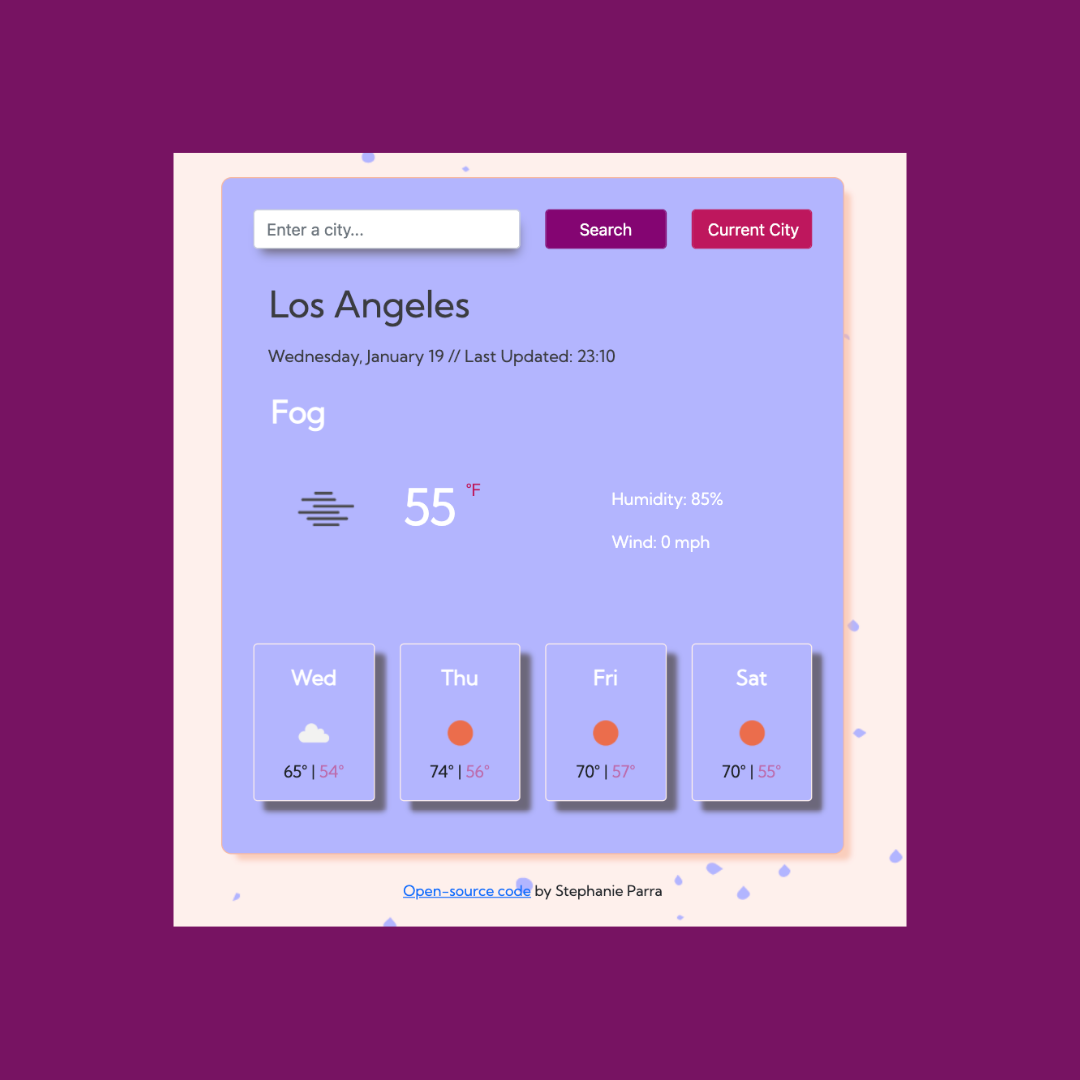 Enter a city...
Search
Current City
Los Angeles
Wednesday, January 19 // Last Updated: 23:10
Fog
55 °F
Humidity: 85%
Wind: 0 mph
Wed
Thu
Fri
Sat
65° | 54°
74° | 56°
70° | 57°
70° | 55°
Open-source code by Stephanie Parra